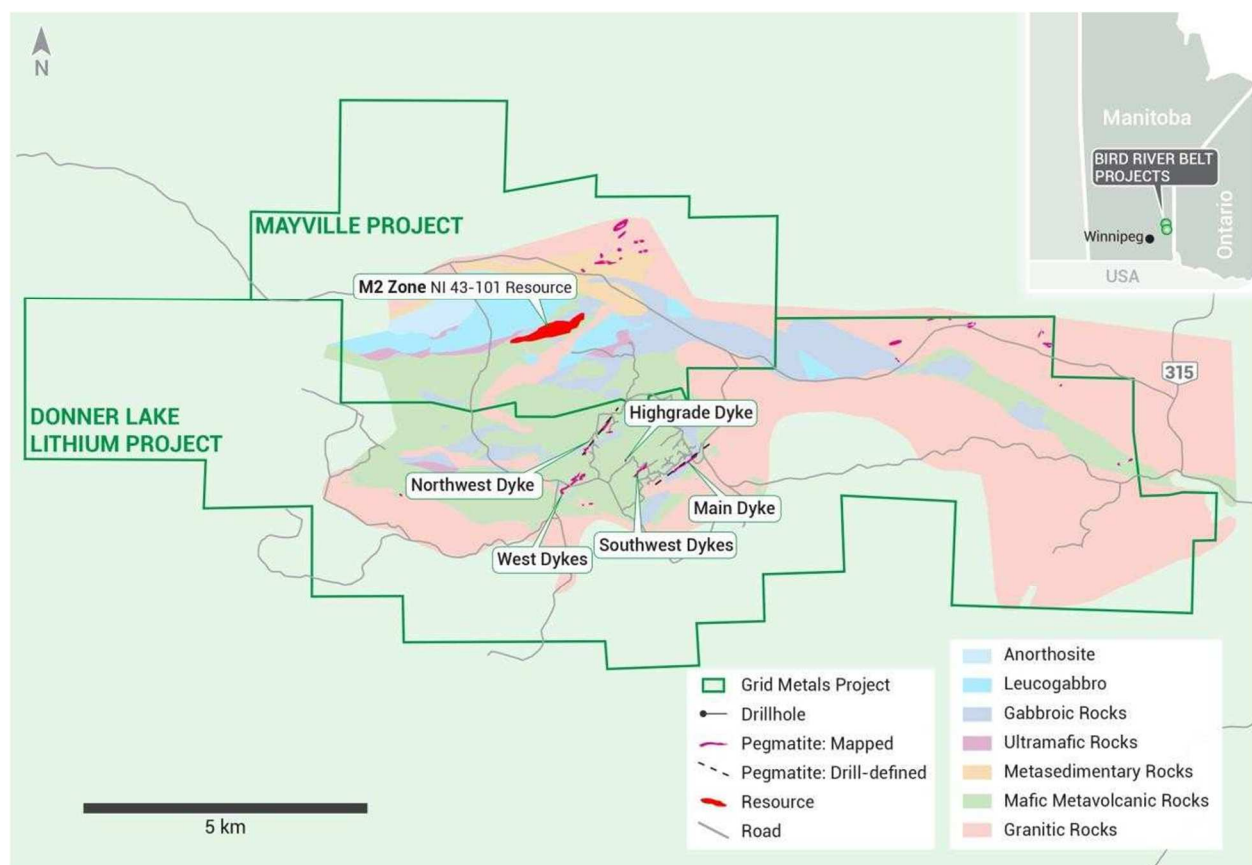 N
Manitoba
BIRD RIVER BELT
PROJECTS
Winnipeg
Ontario
USA
MAYVILLE PROJECT
M2 Zone NI 43-101 Resource
DONNER LAKE
LITHIUM PROJECT
315
Highgrade Dyke
Northwest Dyke
Main Dyke
West Dykes
Southwest Dykes
Grid Metals Project
Drillhole
Pegmatite: Mapped
Pegmatite: Drill-defined
Resource
Road
Anorthosite
Leucogabbro
Gabbroic Rocks
Ultramafic Rocks
Metasedimentary Rocks
Mafic Metavolcanic Rocks
Granitic Rocks
5 km